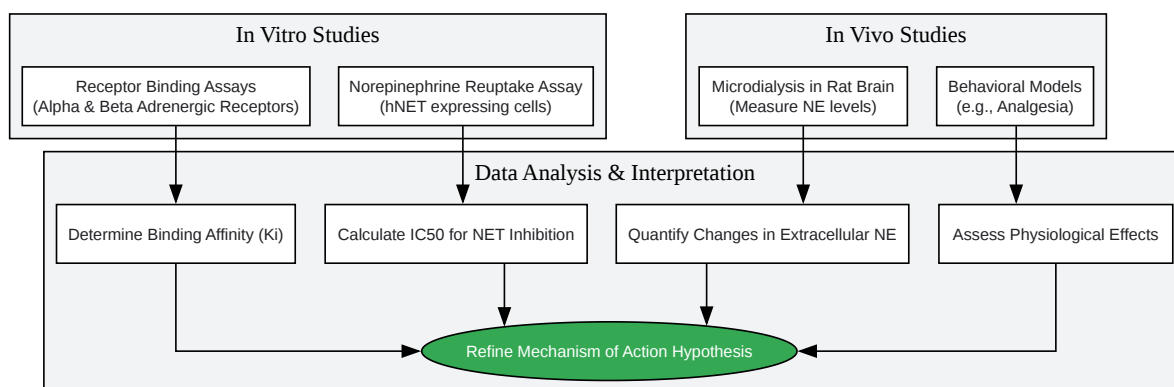 In Vitro Studies
In Vivo Studies
Receptor Binding Assays
(Alpha & Beta Adrenergic Receptors)
Norepinephrine Reuptake Assay
(hNET expressing cells)
Microdialysis in Rat Brain
(Measure NE levels)
Behavioral Models
(e.g., Analgesia)
Data Analysis & Interpretation
Determine Binding Affinity (Ki)
Calculate IC50 for NET Inhibition
Quantify Changes in Extracellular NE
Assess Physiological Effects
Refine Mechanism of Action Hypothesis